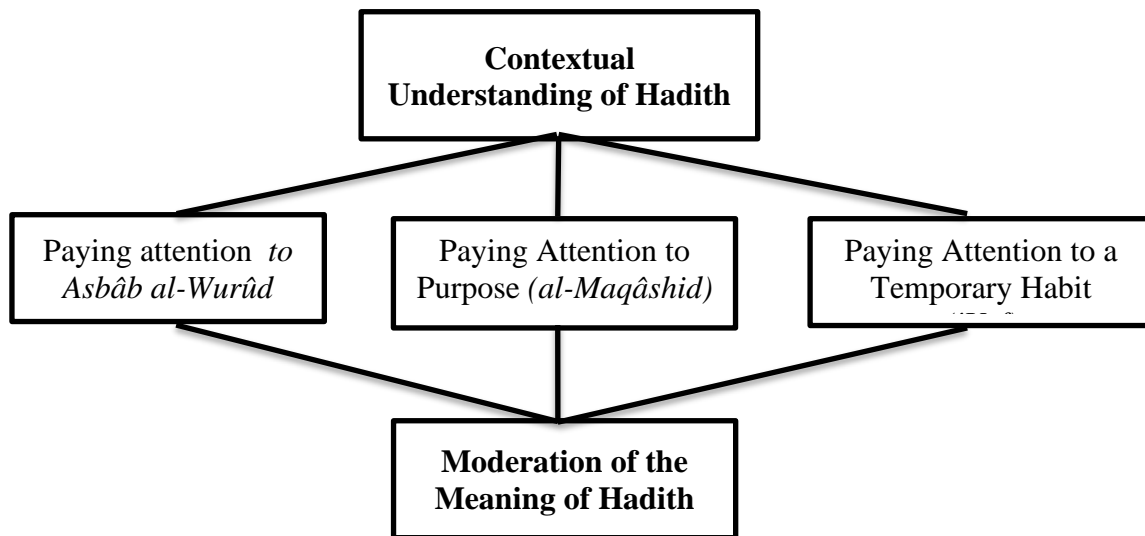 Contextual
Understanding of Hadith
Paying attention to
Asbâb al-Wurûd
Paying Attention to
Purpose (al-Maqâshid)
Paying Attention to a
Temporary Habit
Moderation of the
Meaning of Hadith